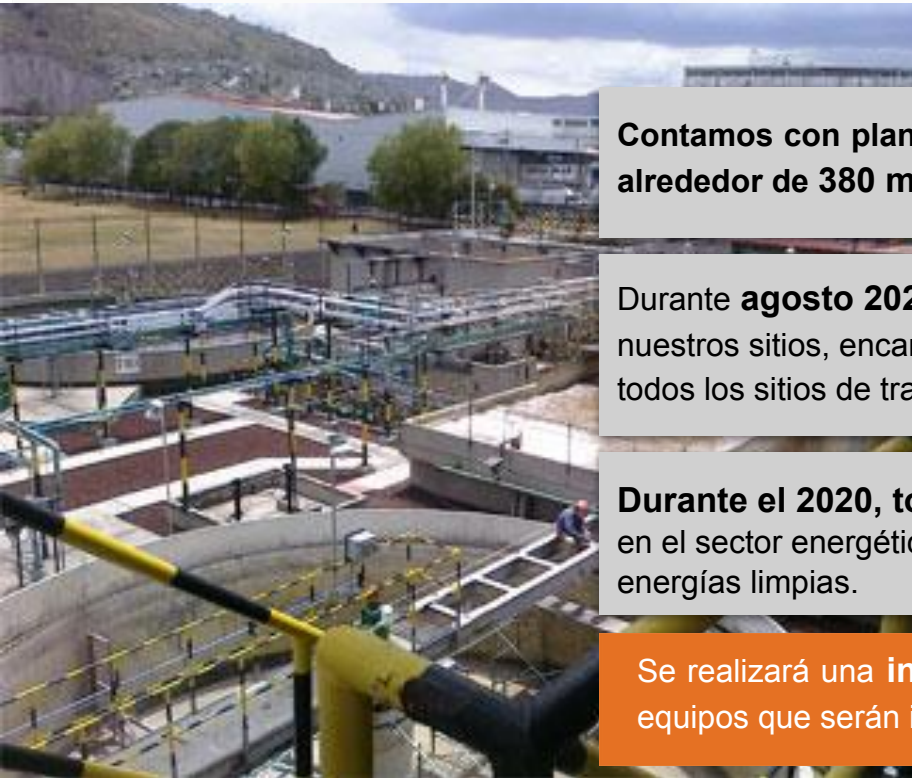 Contamos con plan
alrededor de 380 m
Durante agosto 202
nuestros sitios, encar
todos los sitios de tra
Durante el 2020, to
en el sector energétic
energías limpias.
Se realizará una in
equipos que serán i